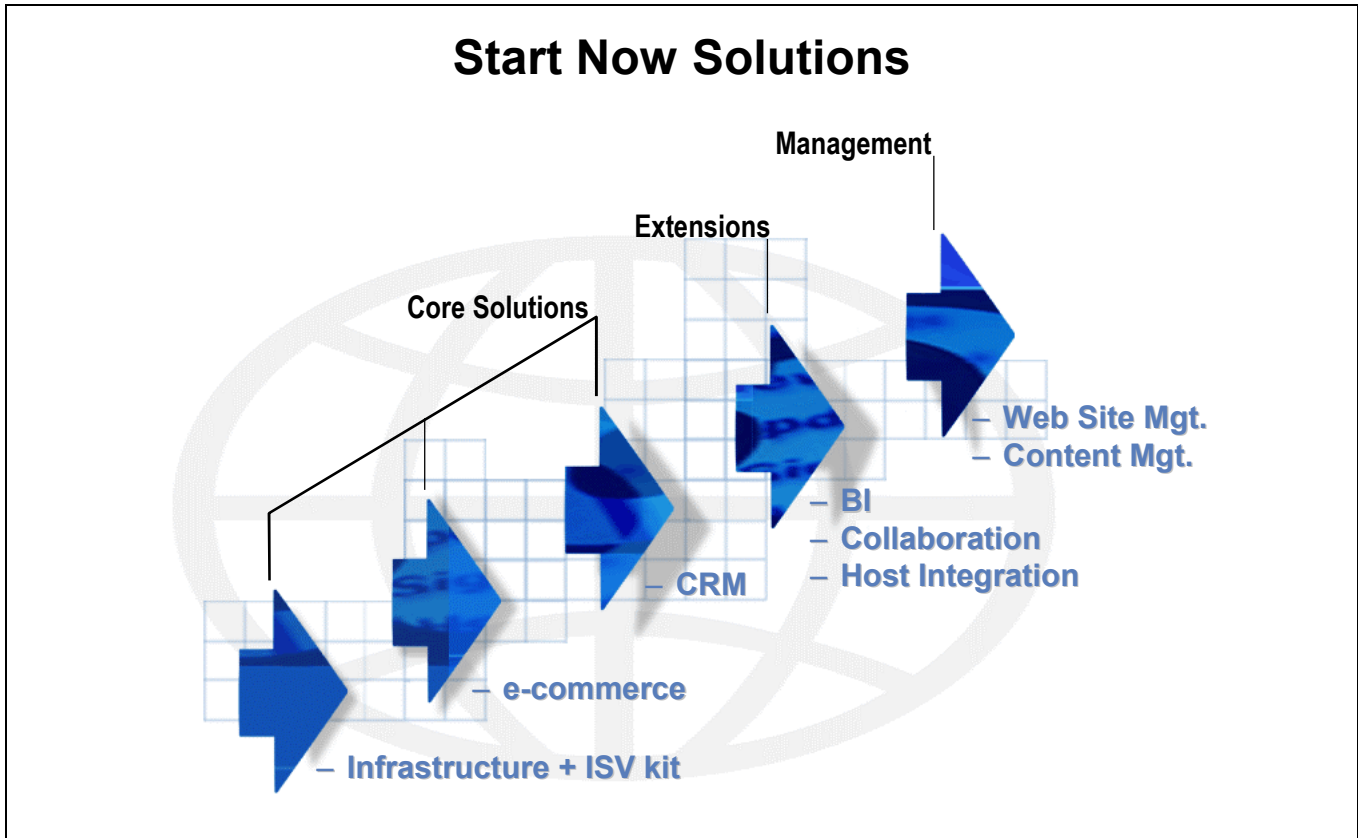 Start Now Solutions
Management
Extensions
Core Solutions
– Web Site Mgt.
– Content Mgt.
– BI
– Collaboration
– Host Integration
– CRM
– e-commerce
– Infrastructure + ISV kit